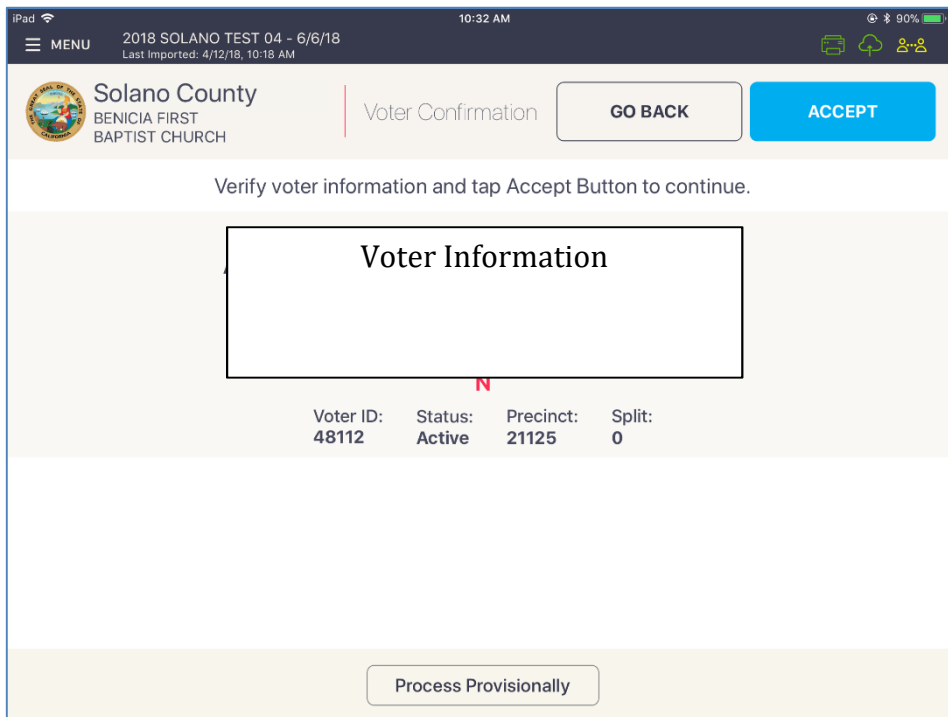 iPad
10:32 AM
90%
MENU
2018 SOLANO TEST 04 - 6/6/18
Last Imported: 4/12/18, 10:18 AM
Solano County
BENICIA FIRST
BAPTIST CHURCH
Voter Confirmation
GO BACK
ACCEPT
Verify voter information and tap Accept Button to continue.
Voter Information
N
Voter ID: Status: Precinct: Split:
48112 Active 21125 0
Process Provisionally